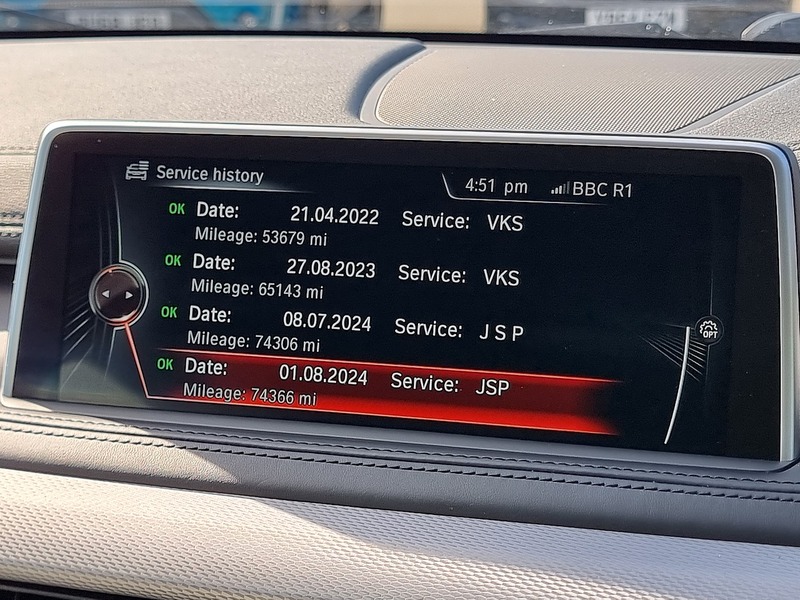 Service history
4:51 pm BBC R1
OK Date: 21.04.2022 Service: VKS
Mileage: 53679 mi
OK Date: 27.08.2023 Service: VKS
Mileage: 65143 mi
OK Date: 08.07.2024 Service: J S P
Mileage: 74306 mi
OK Date: 01.08.2024 Service: JSP
Mileage: 74366 mi
OPT